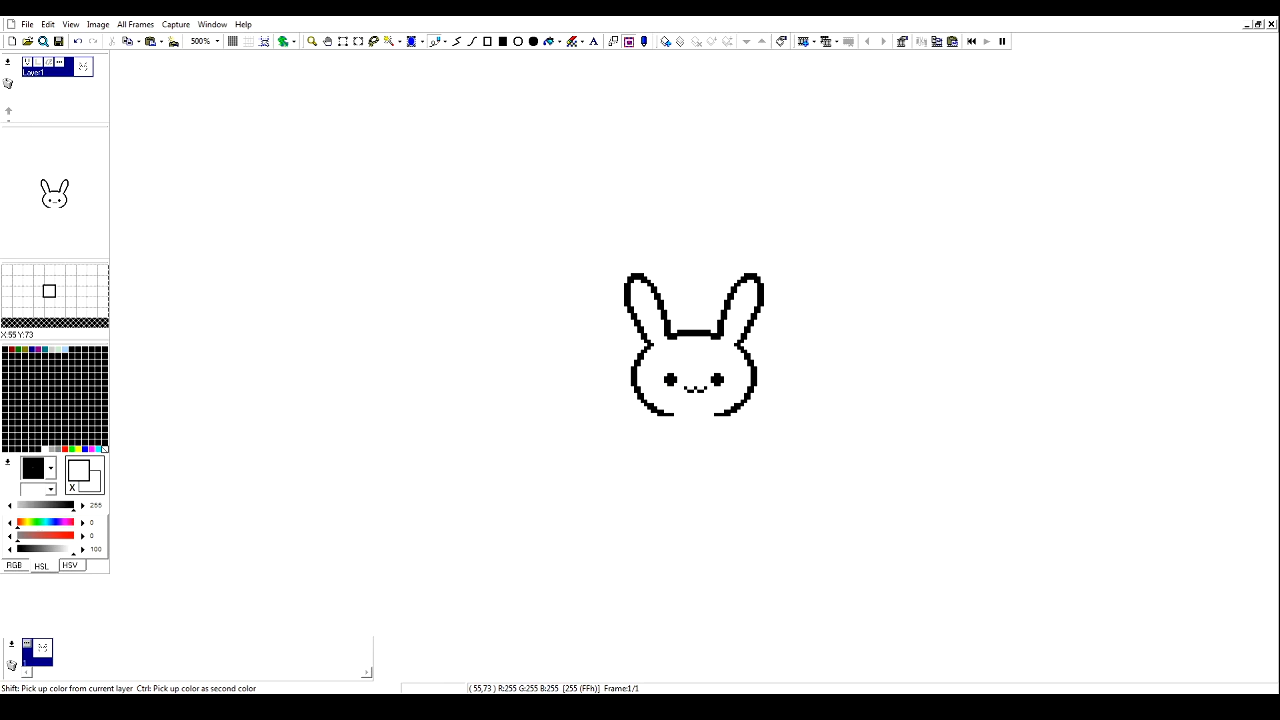 File Edit View Image All Frames Capture Window Help
500% A
Layer1
X:55 Y:73
X
255
0
0
100
RGB HSL HSV
1
Shift: Pick up color from current layer Ctrl: Pick up color as second color
( 55,73 ) R:255 G:255 B:255 [255 (FFh)] Frame:1/1